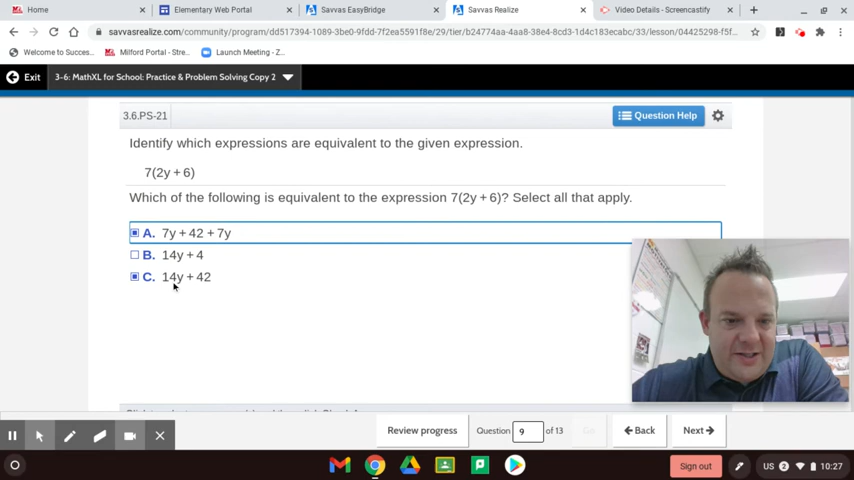 Home
Elementary Web Portal
Savvas EasyBridge
Savvas Realize
Video Details - Screencastify
savvasrealize.com/community/program/dd517394-1089-3bd0-9fdd-7f2ea5591f8e/29/tier/b24774aa-4a8b-38e4-8cd3-1d4c183ecabc/33/lesson/04425298-f5f...
Welcome to Succes...
Milford Portal - Stre...
Launch Meeting - Z...
Exit
3-6: MathXL for School: Practice & Problem Solving Copy 2
3.6.PS-21
Question Help
Identify which expressions are equivalent to the given expression.
7(2y + 6)
Which of the following is equivalent to the expression 7(2y + 6)? Select all that apply.
A. 7y + 42 + 7y
B. 14y + 4
C. 14y + 42
Review progress
Question 9 of 13
Go
Back
Next
Sign out
US 2 10:27